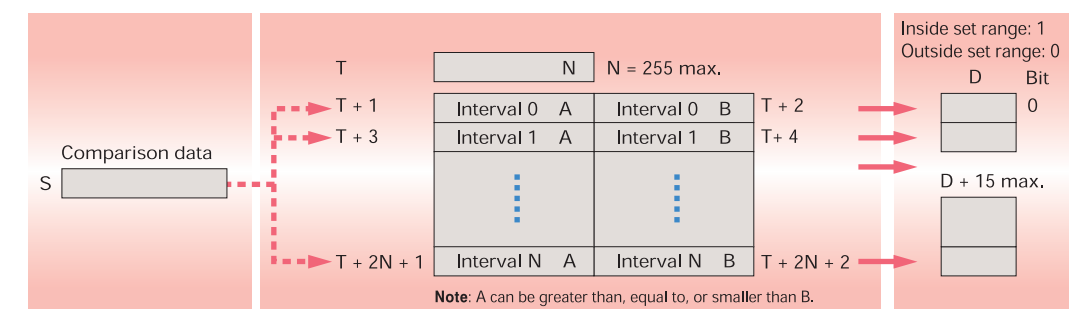 Inside set range: 1
Outside set range: 0
D Bit
T N N = 255 max.
T + 1 Interval 0 A Interval 0 B T + 2 0
T + 3 Interval 1 A Interval 1 B T+ 4
Comparison data
S
D + 15 max.
T + 2N + 1 Interval N A Interval N B T + 2N + 2
Note: A can be greater than, equal to, or smaller than B.